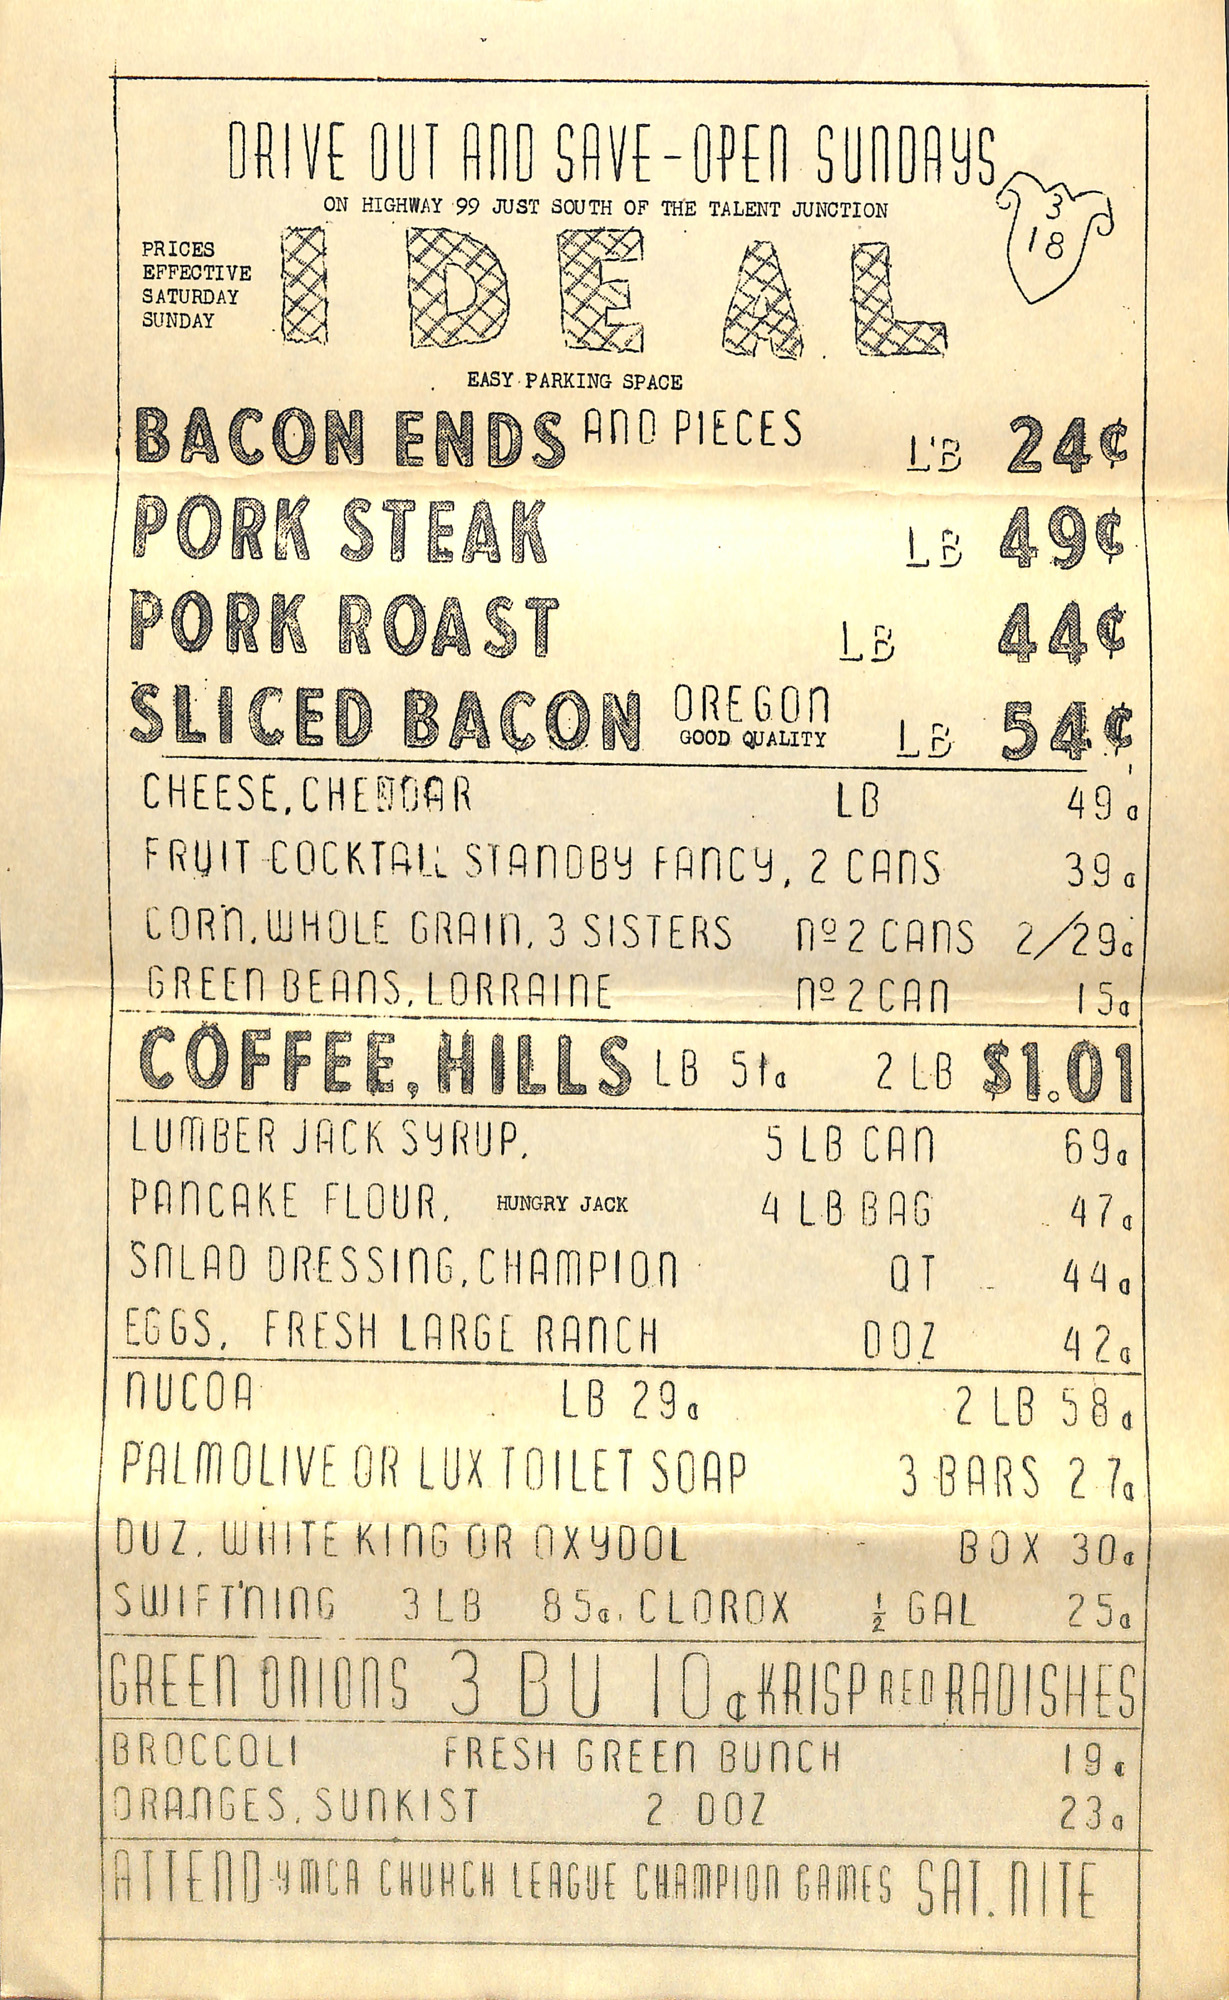 DRIVE OUT AND SAVE-OPEN SUNDAYS
ON HIGHWAY 99 JUST SOUTH OF THE TALENT JUNCTION
3
18
PRICES
EFFECTIVE
SATURDAY
SUNDAY
IDEAL
EASY PARKING SPACE
BACON ENDS AND PIECES LB 24¢
PORK STEAK LB 49¢
PORK ROAST LB 44¢
SLICED BACON OREGON GOOD QUALITY LB 54¢
CHEESE, CHEDDAR LB 49¢
FRUIT COCKTAIL STANDBY FANCY, 2 CANS 39¢
CORN, WHOLE GRAIN, 3 SISTERS Nº 2 CANS 2/29¢
GREEN BEANS, LORRAINE Nº 2 CAN 15¢
COFFEE, HILLS LB 51¢ 2 LB $1.01
LUMBER JACK SYRUP, 5 LB CAN 69¢
PANCAKE FLOUR, HUNGRY JACK 4 LB BAG 47¢
SALAD DRESSING, CHAMPION QT 44¢
EGGS, FRESH LARGE RANCH DOZ 42¢
NUCOA LB 29¢ 2 LB 58¢
PALMOLIVE OR LUX TOILET SOAP 3 BARS 27¢
DUZ, WHITE KING OR OXYDOL BOX 30¢
SWIFT'NING 3 LB 85¢, CLOROX ½ GAL 25¢
GREEN ONIONS 3 BU 10¢ KRISP RED RADISHES
BROCCOLI FRESH GREEN BUNCH 19¢
ORANGES, SUNKIST 2 DOZ 23¢
ATTEND YMCA CHURCH LEAGUE CHAMPION GAMES SAT. NITE